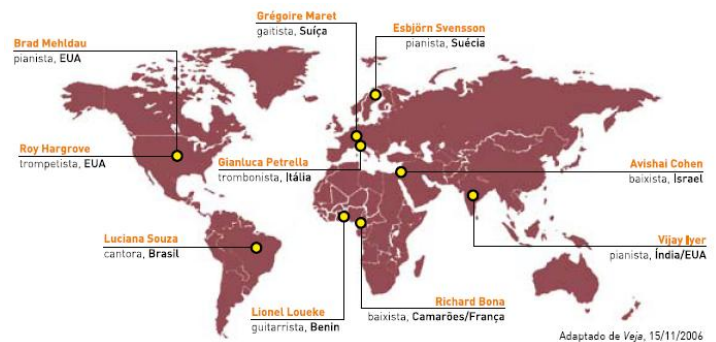 Grégoire Maret
gaitista, Suíça
Esbjörn Svensson
pianista, Suécia
Brad Mehldau
pianista, EUA
Roy Hargrove
trompetista, EUA
Gianluca Petrella
trombonista, Itália
Avishai Cohen
baixista, Israel
Luciana Souza
cantora, Brasil
Vijay Iyer
pianista, Índia/EUA
Lionel Loueke
guitarrista, Benin
Richard Bona
baixista, Camarões/França
Adaptado de Veja, 15/11/2006